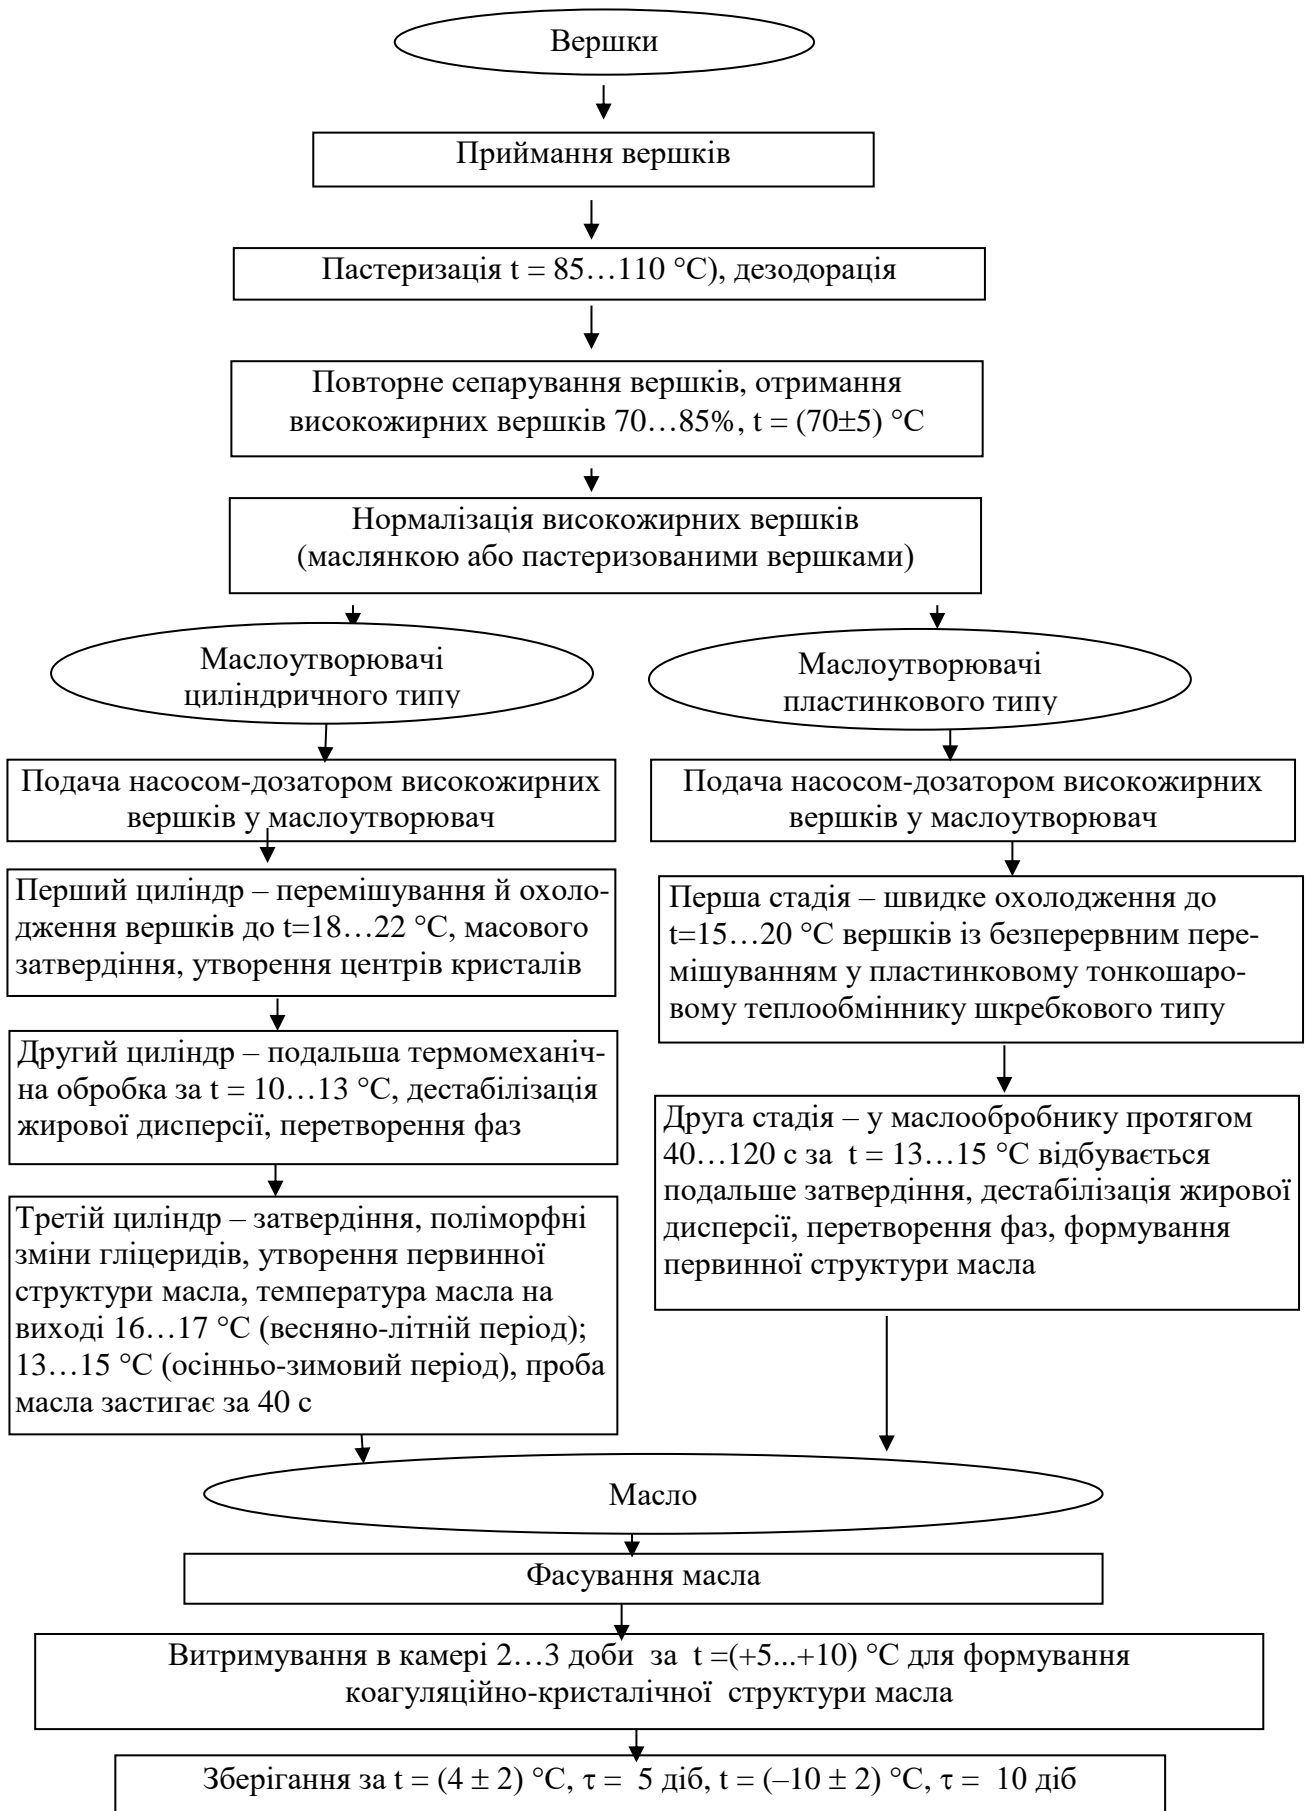 Вершки
Приймання вершків
Пастеризація t = 85…110 °С), дезодорація
Повторне сепарування вершків, отримання
високожирних вершків 70…85%, t = (70±5) °С
Нормалізація високожирних вершків
(маслянкою або пастеризованими вершками)
Маслоутворювачі
циліндричного типу
Маслоутворювачі
пластинкового типу
Подача насосом-дозатором високожирних
вершків у маслоутворювач
Подача насосом-дозатором високожирних
вершків у маслоутворювач
Перший циліндр – перемішування й охоло-
дження вершків до t=18…22 °С, масового
затвердіння, утворення центрів кристалів
Перша стадія – швидке охолодження до
t=15…20 °С вершків із безперервним пере-
мішуванням у пластинковому тонкошаро-
вому теплообміннику шкребкового типу
Другий циліндр – подальша термомеханіч-
на обробка за t = 10…13 °С, дестабілізація
жирової дисперсії, перетворення фаз
Друга стадія – у маслообробнику протягом
40…120 с за t = 13…15 °С відбувається
подальше затвердіння, дестабілізація жирової
дисперсії, перетворення фаз, формування
первинної структури масла
Третій циліндр – затвердіння, поліморфні
зміни гліцеридів, утворення первинної
структури масла, температура масла на
виході 16…17 °С (весняно-літній період);
13…15 °С (осінньо-зимовий період), проба
масла застигає за 40 с
Масло
Фасування масла
Витримування в камері 2…3 доби за t =(+5...+10) °С для формування
коагуляційно-кристалічної структури масла
Зберігання за t = (4 ± 2) °С, τ = 5 діб, t = (–10 ± 2) °С, τ = 10 діб